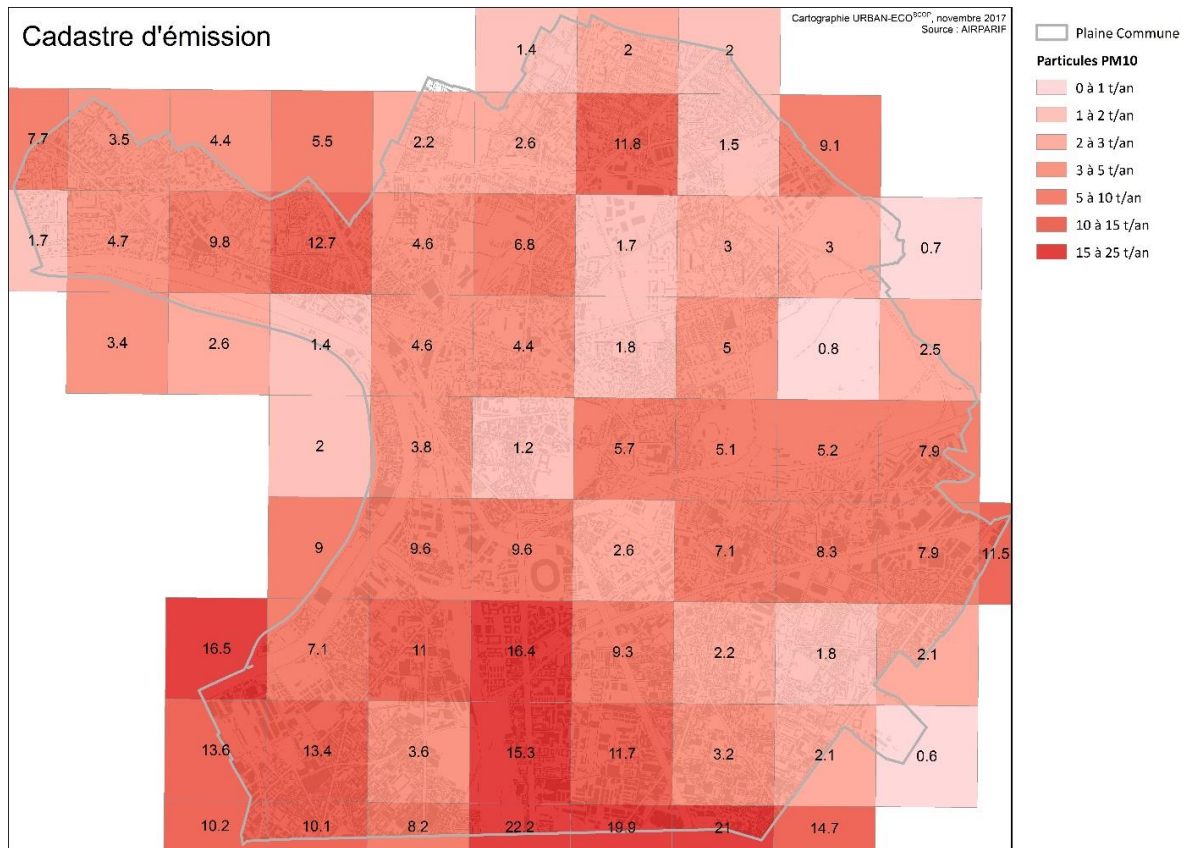 Cadastre d'émission
Cartographie URBAN-ECO SCOP, novembre 2017
Source : AIRPARIF
1.4 2 2
7.7 3.5 4.4 5.5 2.2 2.6 11.8 1.5 9.1
1.7 4.7 9.8 12.7 4.6 6.8 1.7 3 3 0.7
3.4 2.6 1.4 4.6 4.4 1.8 5 0.8 2.5
2 3.8 1.2 5.7 5.1 5.2 7.9
9 9.6 9.6 2.6 7.1 8.3 7.9 11.5
16.5 7.1 11 16.4 9.3 2.2 1.8 2.1
13.6 13.4 3.6 15.3 11.7 3.2 2.1 0.6
10.2 10.1 8.2 22.2 19.9 21 14.7
Plaine Commune
Particules PM10
0 à 1 t/an
1 à 2 t/an
2 à 3 t/an
3 à 5 t/an
5 à 10 t/an
10 à 15 t/an
15 à 25 t/an